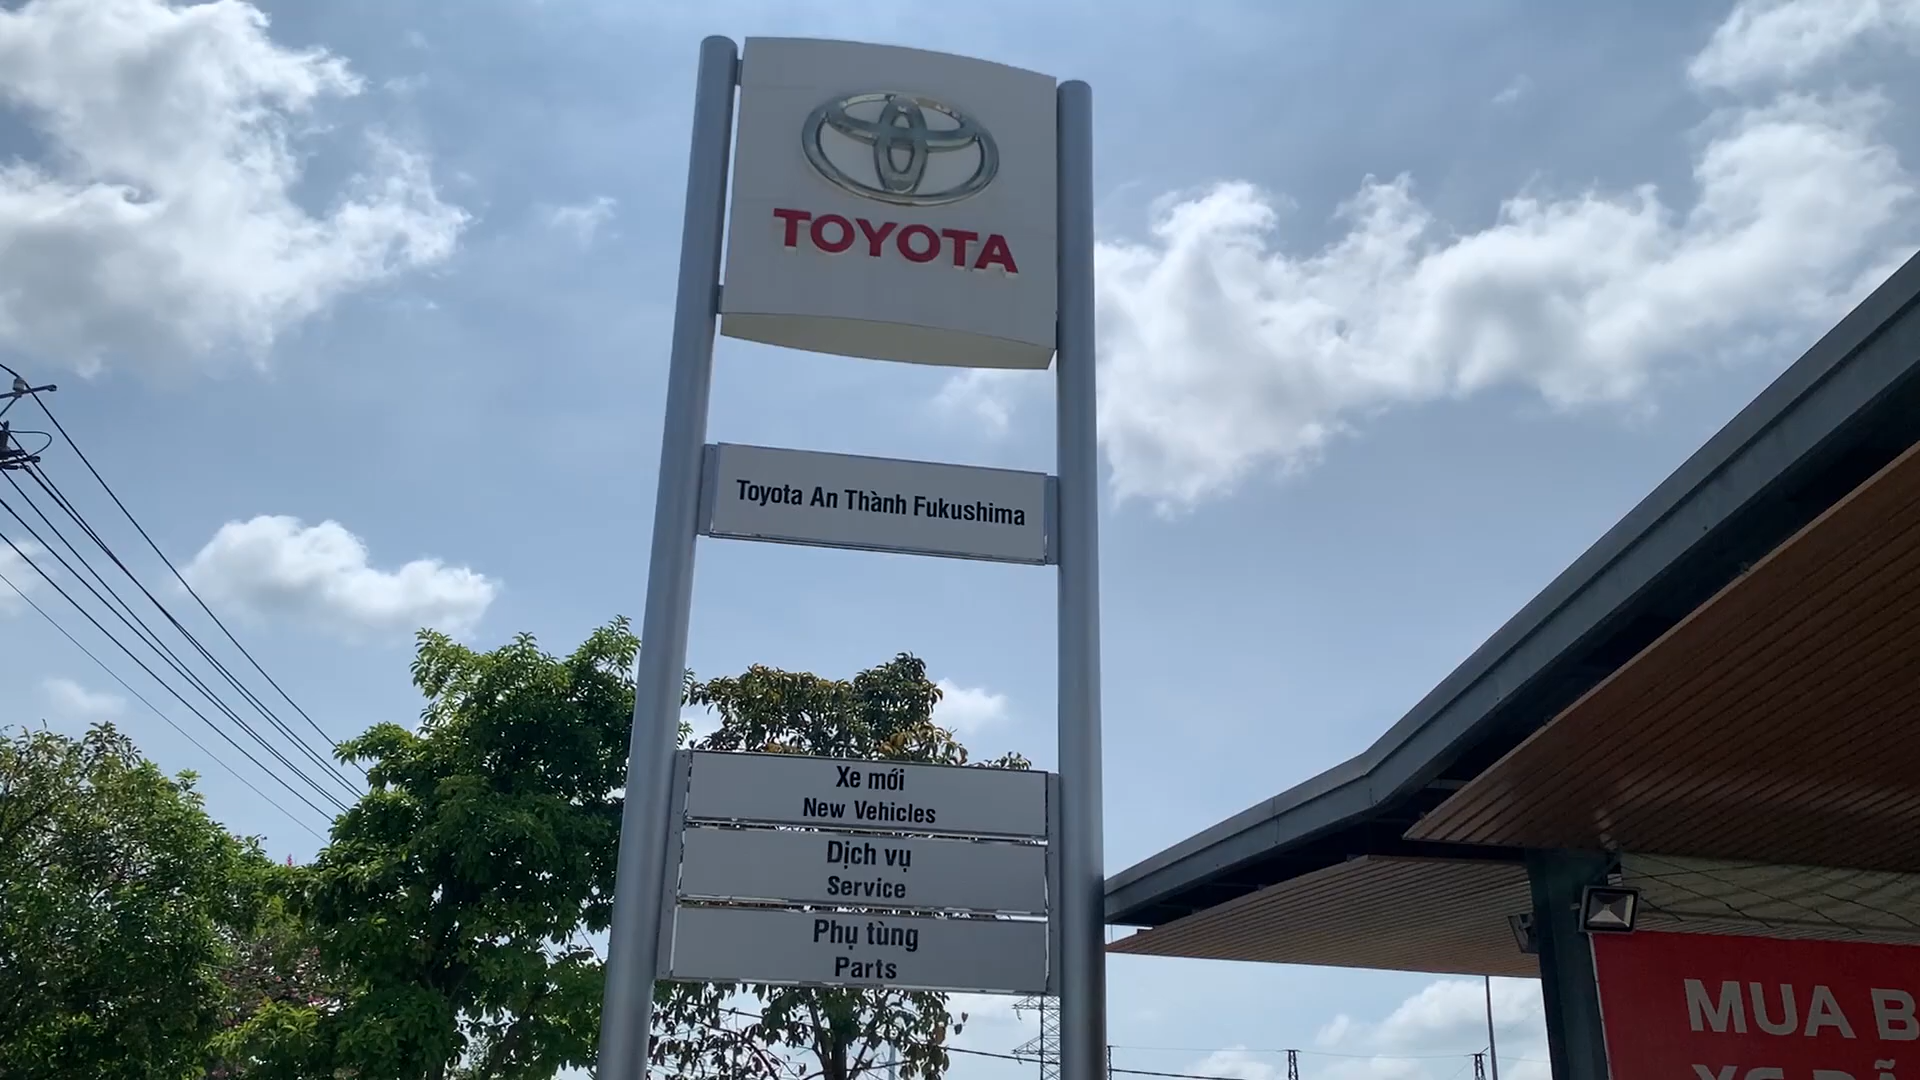 TOYOTA
Toyota An Thành Fukushima
Xe mới
New Vehicles
Dịch vụ
Service
Phụ tùng
Parts
MUA